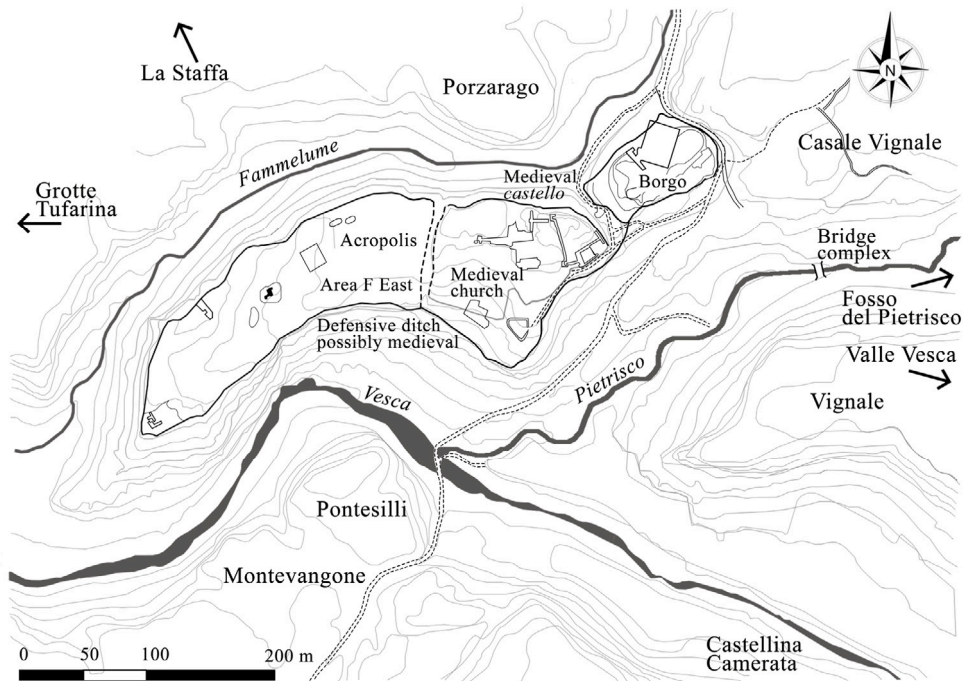 La Staffa
Porzarago
N
Casale Vignale
Fammelume
Medieval
castello
Borgo
Grotte
Tufarina
Acropolis
Area F East
Medieval
church
Bridge
complex
Defensive ditch
possibly medieval
Fosso
del Pietrisco
Valle Vesca
Vesca
Pietrisco
Vignale
Pontesilli
Montevangone
Castellina
Camerata
0 50 100 200 m